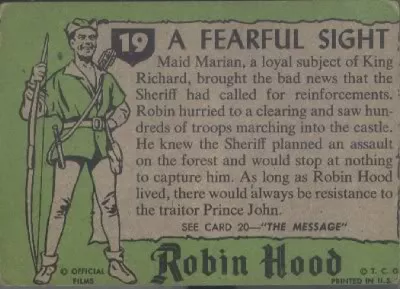 19
A FEARFUL SIGHT
Maid Marian, a loyal subject of King
Richard, brought the bad news that the
Sheriff had called for reinforcements.
Robin hurried to a clearing and saw hun-
dreds of troops marching into the castle.
He knew the Sheriff planned an assault
on the forest and would stop at nothing
to capture him. As long as Robin Hood
lived, there would always be resistance to
the traitor Prince John.
SEE CARD 20—"THE MESSAGE"
© OFFICIAL
FILMS
Robin Hood
© T. C. G
PRINTED IN U.S.